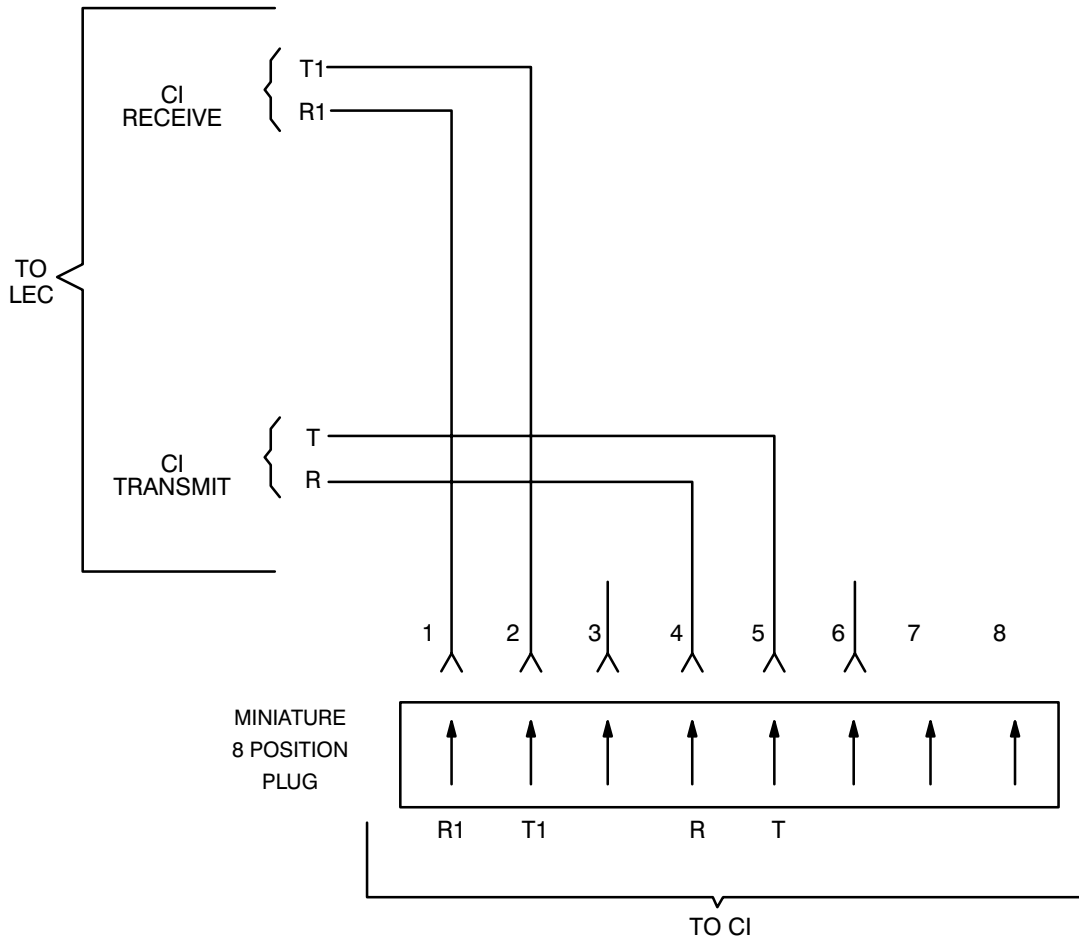 T1
CI
RECEIVE
R1
TO
LEC
T
CI
TRANSMIT
R
1 2 3 4 5 6 7 8
MINIATURE
8 POSITION
PLUG
R1 T1 R T
TO CI